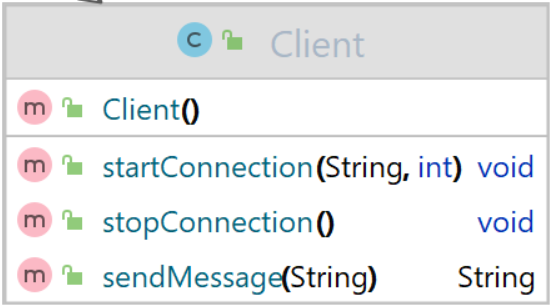 C Client
m Client()
m startConnection(String, int) void
m stopConnection() void
m sendMessage(String) String